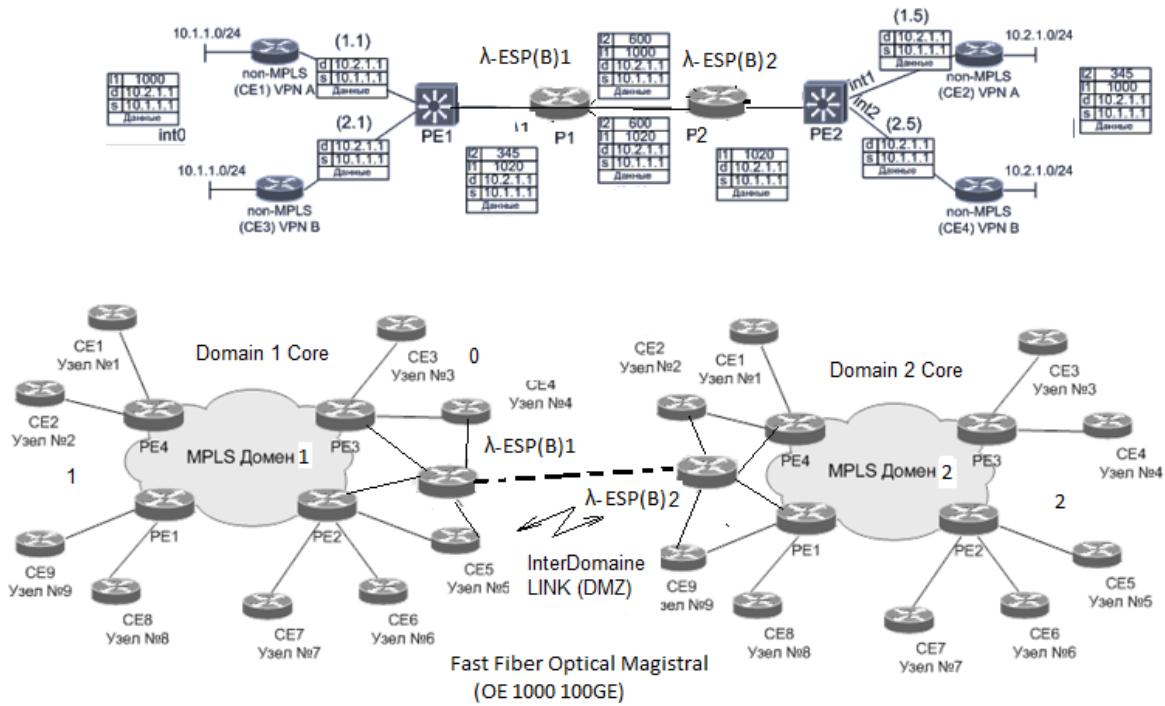 10.1.1.0/24
non-MPLS
(CE1) VPN A
(1.1)
d 10.2.1.1
s 10.1.1.1
Данные
l1 1000
d 10.2.1.1
s 10.1.1.1
Данные
int0
(2.1)
d 10.2.1.1
s 10.1.1.1
Данные
10.1.1.0/24
non-MPLS
(CE3) VPN B
PE1
λ-ESP(B)1
P1
l2 345
l1 1020
d 10.2.1.1
s 10.1.1.1
Данные
l2 600
l1 1000
d 10.2.1.1
s 10.1.1.1
Данные
l2 600
l1 1020
d 10.2.1.1
s 10.1.1.1
λ-ESP(B)2
P2
l1 1020
d 10.2.1.1
s 10.1.1.1
Данные
PE2
int1
int2
(1.5)
d 10.2.1.1
s 10.1.1.1
Данные
10.2.1.0/24
non-MPLS
(CE2) VPN A
l2 345
l1 1000
d 10.2.1.1
s 10.1.1.1
Данные
(2.5)
d 10.2.1.1
s 10.1.1.1
Данные
10.2.1.0/24
non-MPLS
(CE4) VPN B
CE1
Узел №1
Domain 1 Core
CE3
Узел №3
0
CE2
Узел №2
PE4
PE3
CE4
Узел №4
MPLS Домен 1
1
λ-ESP(B)1
PE1
PE2
CE9
Узел №9
CE8
Узел №8
CE7
Узел №7
CE6
Узел №6
CE5
Узел №5
λ-ESP(B)2
InterDomaine
LINK (DMZ)
CE2
Узел №2
CE1
Узел №1
Domain 2 Core
CE3
Узел №3
PE4
PE3
CE4
Узел №4
MPLS Домен 2
2
PE1
PE2
CE9
Узел №9
CE8
Узел №8
CE7
Узел №7
CE6
Узел №6
CE5
Узел №5
Fast Fiber Optical Magistral
(OE 1000 100GE)